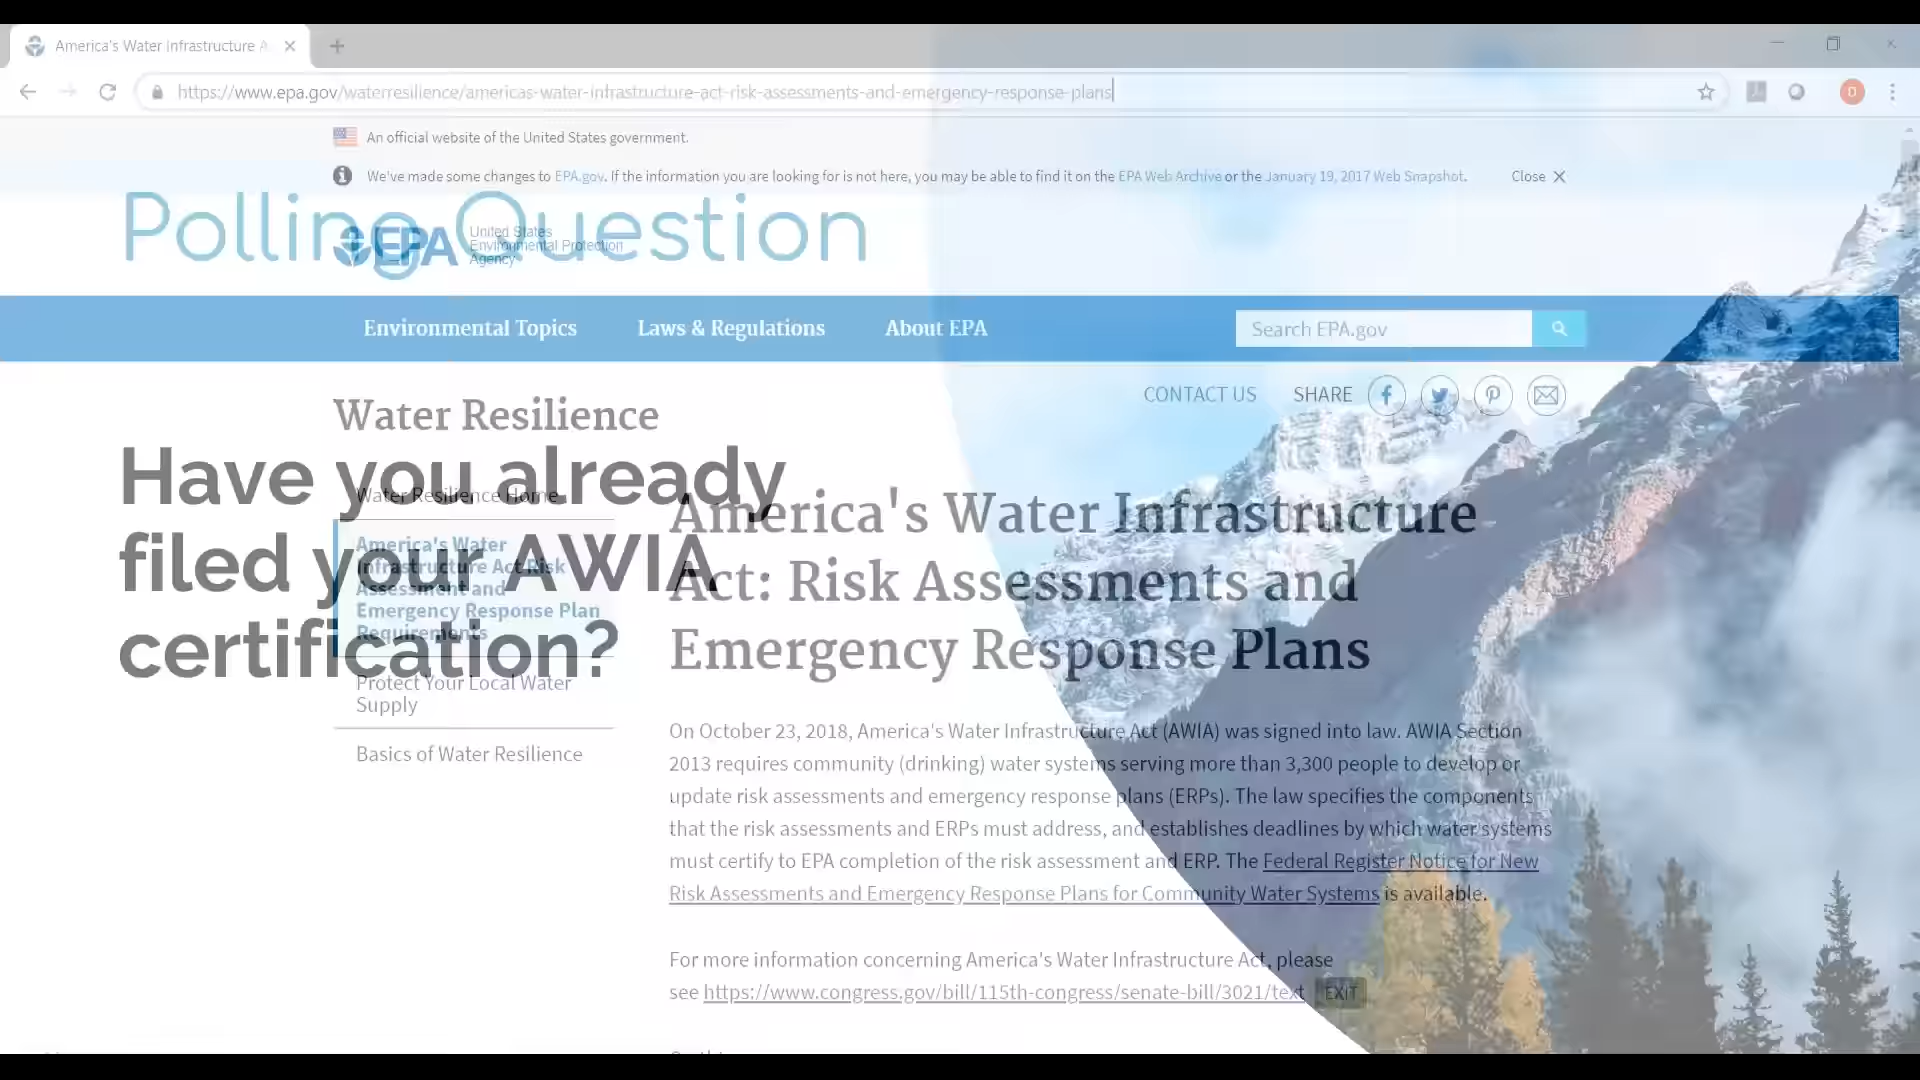 America's Water Infrastructure A
https://www.epa.gov/waterresilience/americas-water-infrastructure-act-risk-assessments-and-emergency-response-plans
D
An official website of the United States government.
We've made some changes to EPA.gov. If the information you are looking for is not here, you may be able to find it on the EPA Web Archive or the January 19, 2017 Web Snapshot.
Close
Polling Question
EPA
United States
Environmental Protection
Agency
Environmental Topics
Laws & Regulations
About EPA
Search EPA.gov
CONTACT US
SHARE
Water Resilience
Have you already
filed your AWIA
certification?
Water Resilience Home
America's Water
Infrastructure Act Risk
Assessment and
Emergency Response Plan
Requirements
Protect Your Local Water
Supply
Basics of Water Resilience
America's Water Infrastructure
Act: Risk Assessments and
Emergency Response Plans
On October 23, 2018, America's Water Infrastructure Act (AWIA) was signed into law. AWIA Section
2013 requires community (drinking) water systems serving more than 3,300 people to develop or
update risk assessments and emergency response plans (ERPs). The law specifies the components
that the risk assessments and ERPs must address, and establishes deadlines by which water systems
must certify to EPA completion of the risk assessment and ERP. The Federal Register Notice for New
Risk Assessments and Emergency Response Plans for Community Water Systems is available.
For more information concerning America's Water Infrastructure Act, please
see https://www.congress.gov/bill/115th-congress/senate-bill/3021/text EXIT